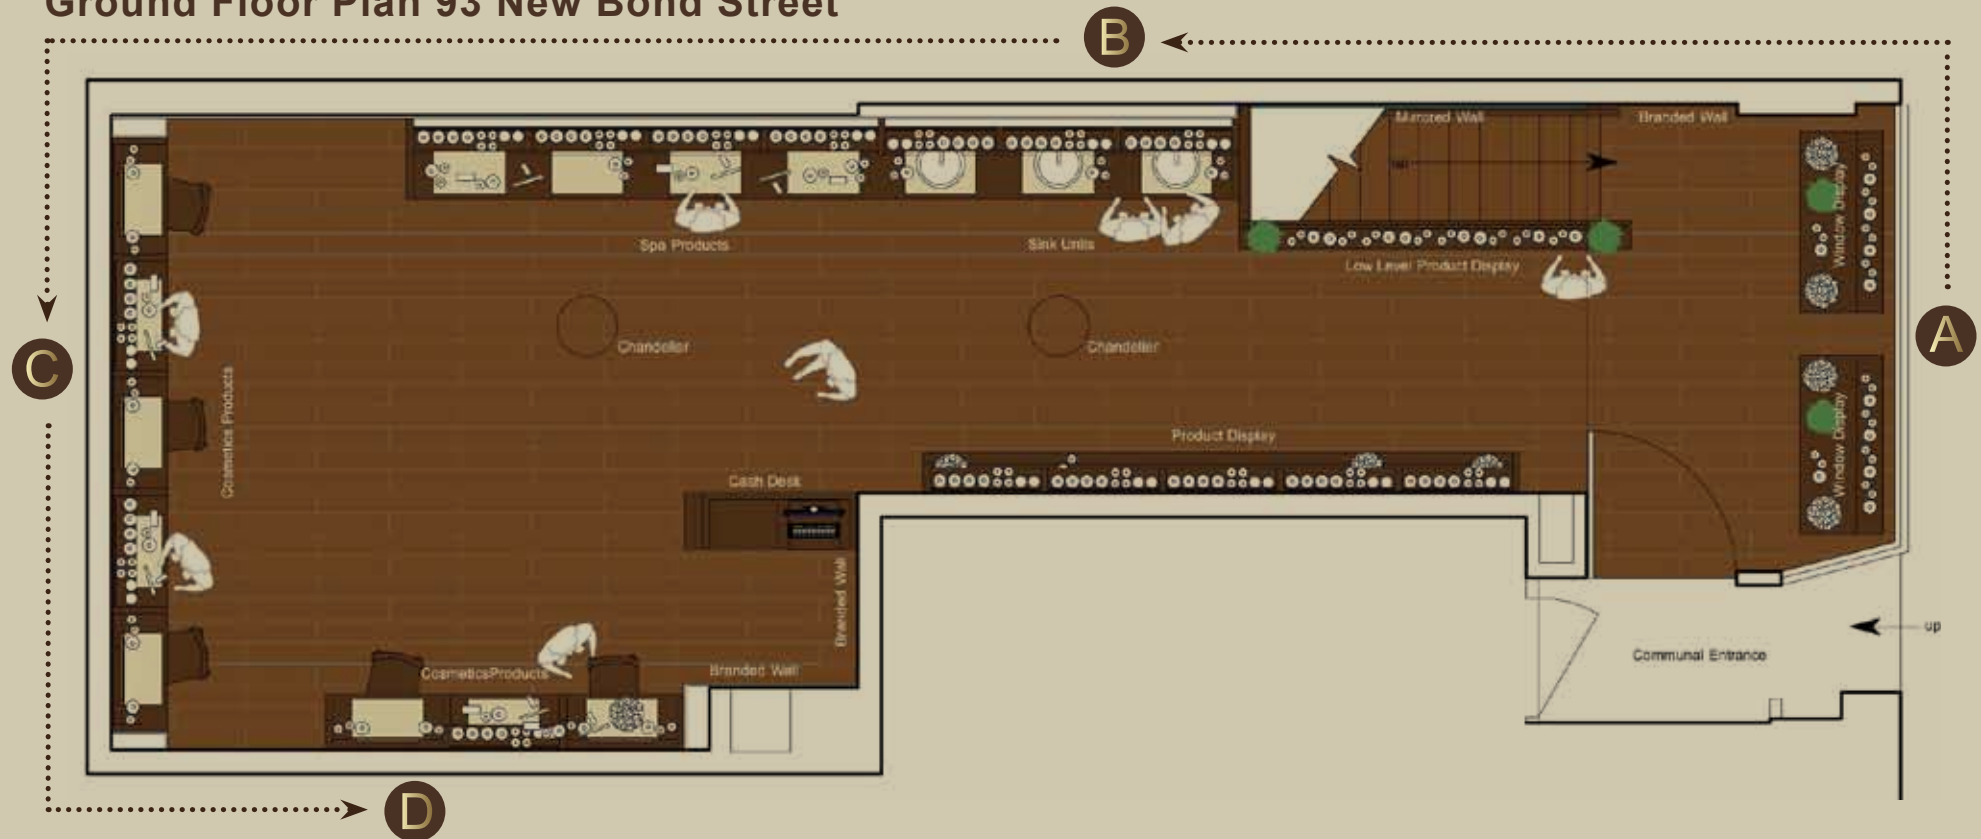 Ground Floor Plan 93 New Bond Street
B
Mirrored Wall
Branded Wall
up
Window Display
Spa Products
Sink Units
Low Level Product Display
A
Chandelier
Chandelier
C
Cosmetics Products
Product Display
Window Display
Cash Desk
Branded Wall
up
Communal Entrance
CosmeticsProducts
Branded Wall
D